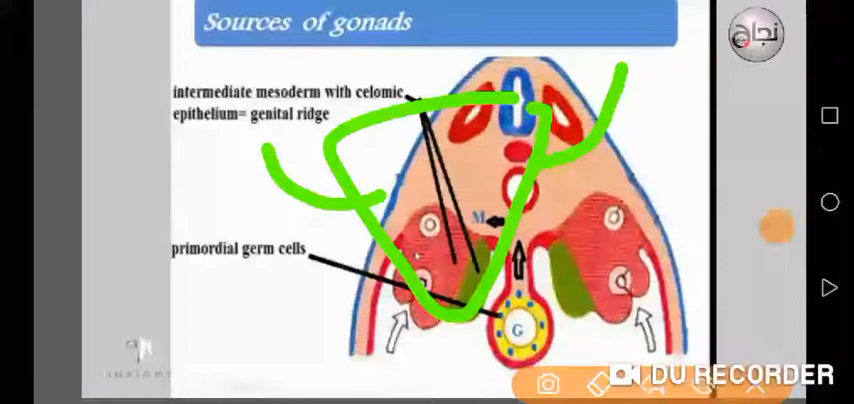 Sources of gonads
نجاح
intermediate mesoderm with celomic
epithelium= genital ridge
M
primordial germ cells
G
DU RECORDER